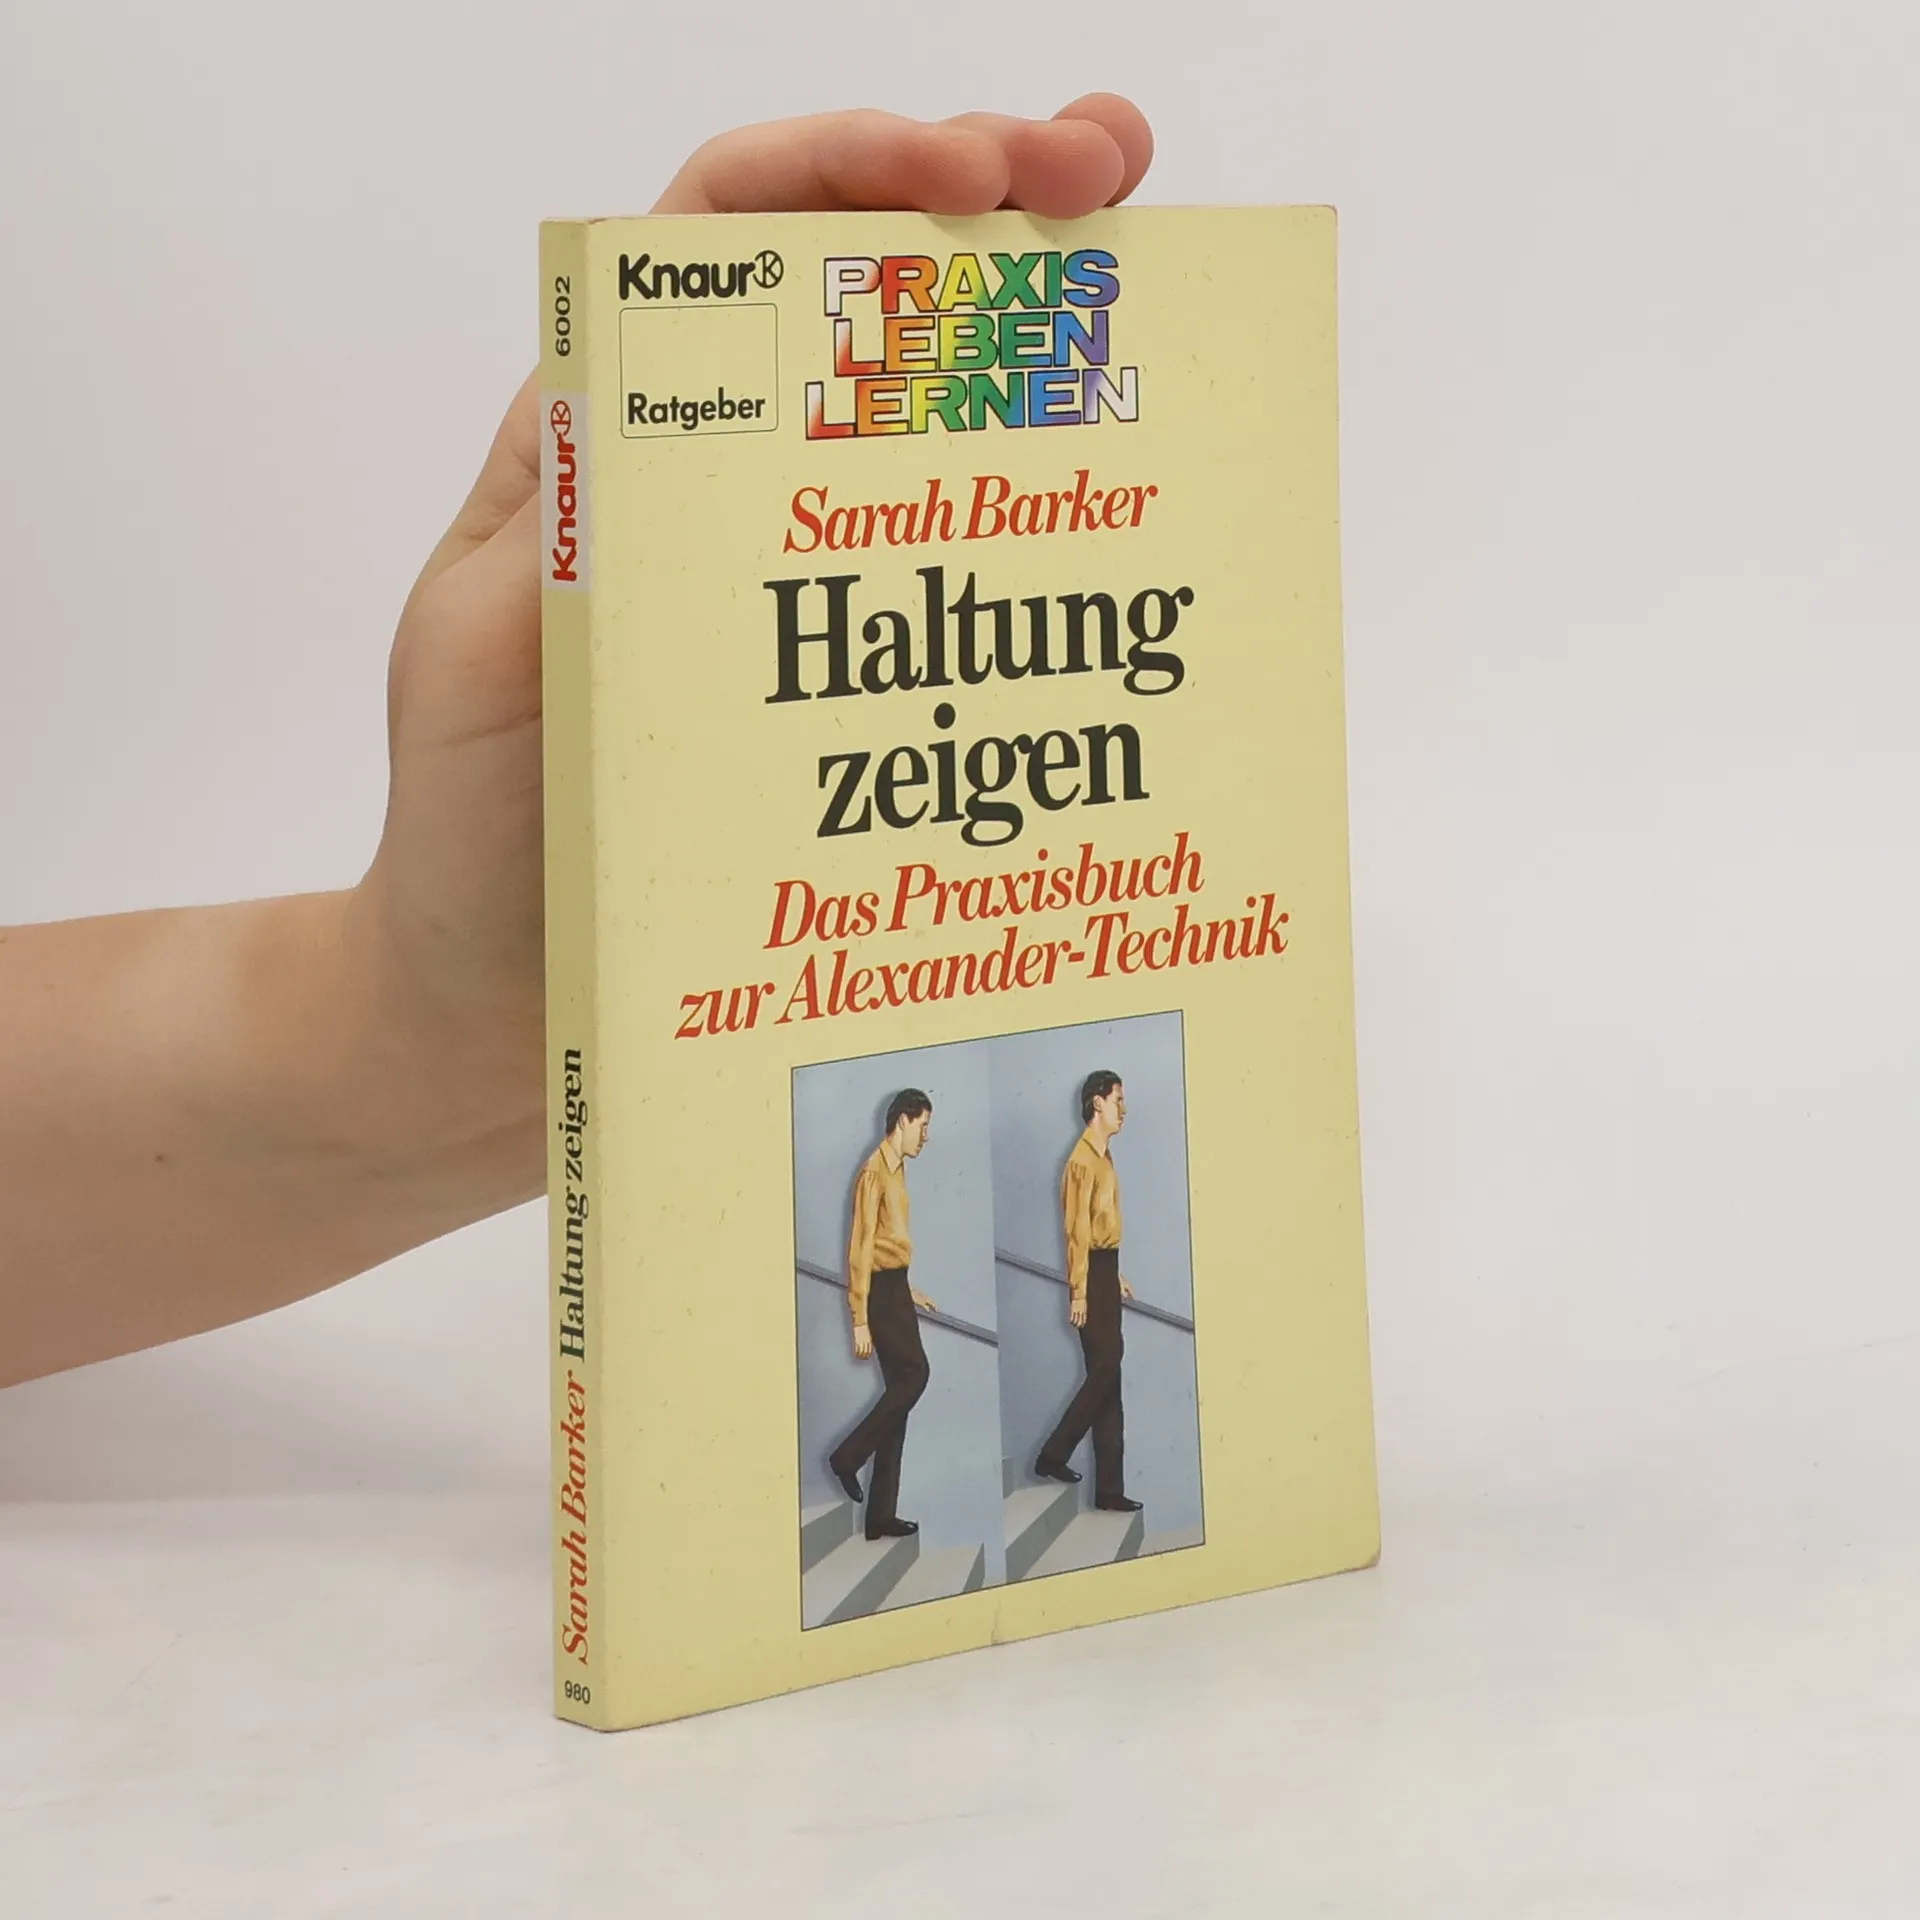 Knaur
Ratgeber
PRAXIS
LEBEN
LERNEN
Sarah Barker
Haltung
zeigen
Das Praxisbuch
zur Alexander-Technik
6002
Knaur
Sarah Barker Haltung zeigen
980